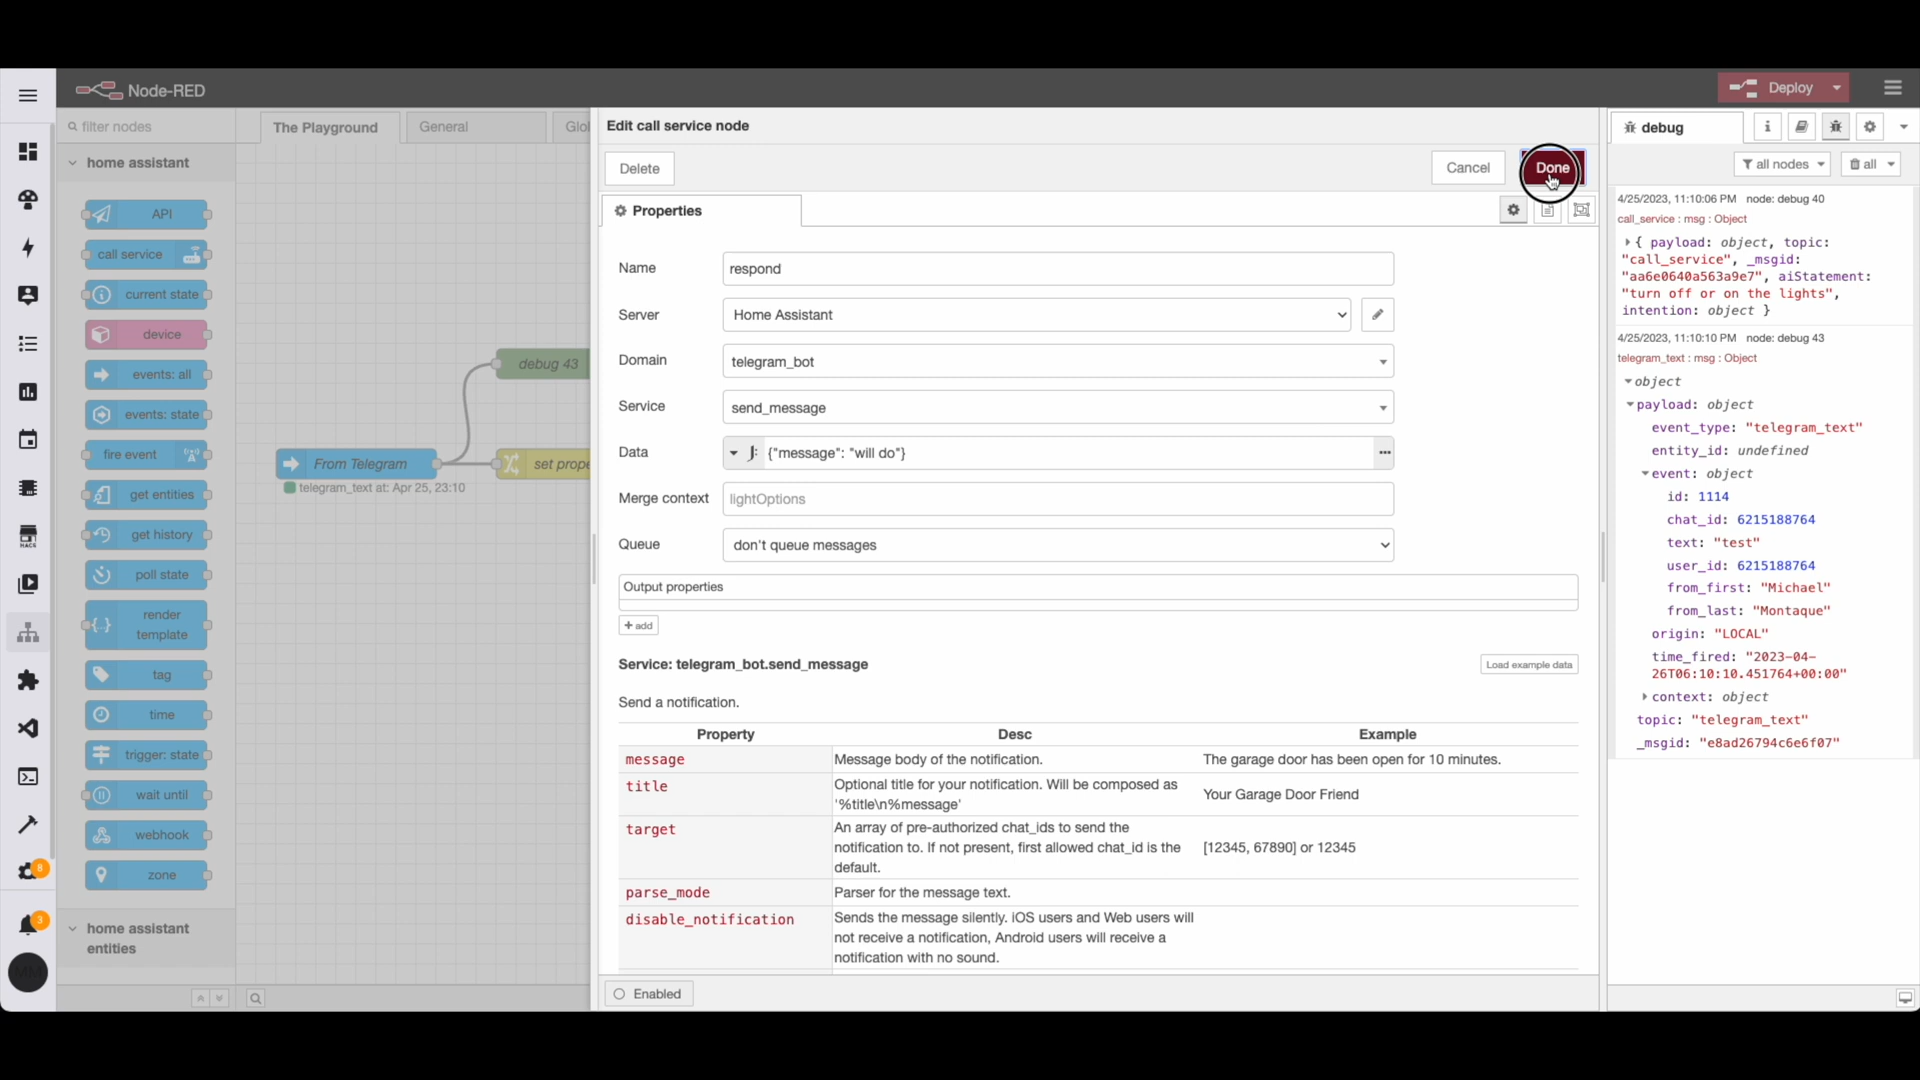 Node-RED
Deploy
filter nodes
The Playground
General
Glo
home assistant
API
call service
current state
device
events: all
events: state
fire event
get entities
get history
poll state
render
template
tag
time
trigger: state
wait until
webhook
zone
home assistant
entities
HACS
8
3
debug 43
From Telegram
set prope
telegram_text at: Apr 25, 23:10
Edit call service node
Delete
Cancel
Done
Properties
Name
respond
Server
Home Assistant
Domain
telegram_bot
Service
send_message
Data
J: {"message": "will do"}
Merge context
lightOptions
Queue
don't queue messages
Output properties
+ add
Service: telegram_bot.send_message
Load example data
Send a notification.
Property Desc Example
message Message body of the notification. The garage door has been open for 10 minutes.
title Optional title for your notification. Will be composed as
'%title\n%message'
Your Garage Door Friend
target An array of pre-authorized chat_ids to send the
notification to. If not present, first allowed chat_id is the
default.
[12345, 67890] or 12345
parse_mode Parser for the message text.
disable_notification Sends the message silently. iOS users and Web users will
not receive a notification, Android users will receive a
notification with no sound.
Enabled
debug
i
all nodes
all
4/25/2023, 11:10:06 PM node: debug 40
call_service : msg : Object
{ payload: object, topic:
"call_service", _msgid:
"aa6e0640a563a9e7", aiStatement:
"turn off or on the lights",
intention: object }
4/25/2023, 11:10:10 PM node: debug 43
telegram_text : msg : Object
object
payload: object
event_type: "telegram_text"
entity_id: undefined
event: object
id: 1114
chat_id: 6215188764
text: "test"
user_id: 6215188764
from_first: "Michael"
from_last: "Montaque"
origin: "LOCAL"
time_fired: "2023-04-
26T06:10:10.451764+00:00"
context: object
topic: "telegram_text"
_msgid: "e8ad26794c6e6f07"